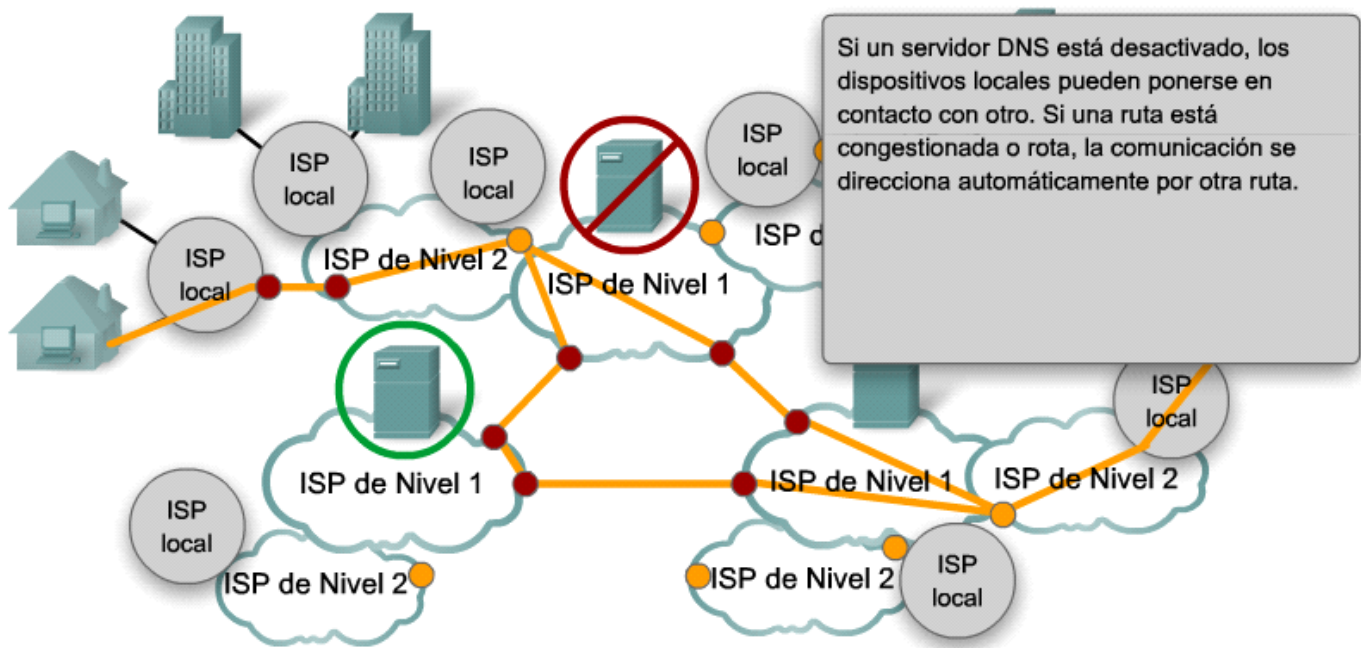 Si un servidor DNS está desactivado, los
dispositivos locales pueden ponerse en
contacto con otro. Si una ruta está
congestionada o rota, la comunicación se
direcciona automáticamente por otra ruta.
ISP
local
ISP
local
ISP
local
ISP
local
ISP de Nivel 2
ISP de Nivel 1
ISP d
ISP
local
ISP de Nivel 1
ISP de Nivel 1
ISP de Nivel 2
ISP
local
ISP de Nivel 2
ISP de Nivel 2
ISP
local
ISP
local